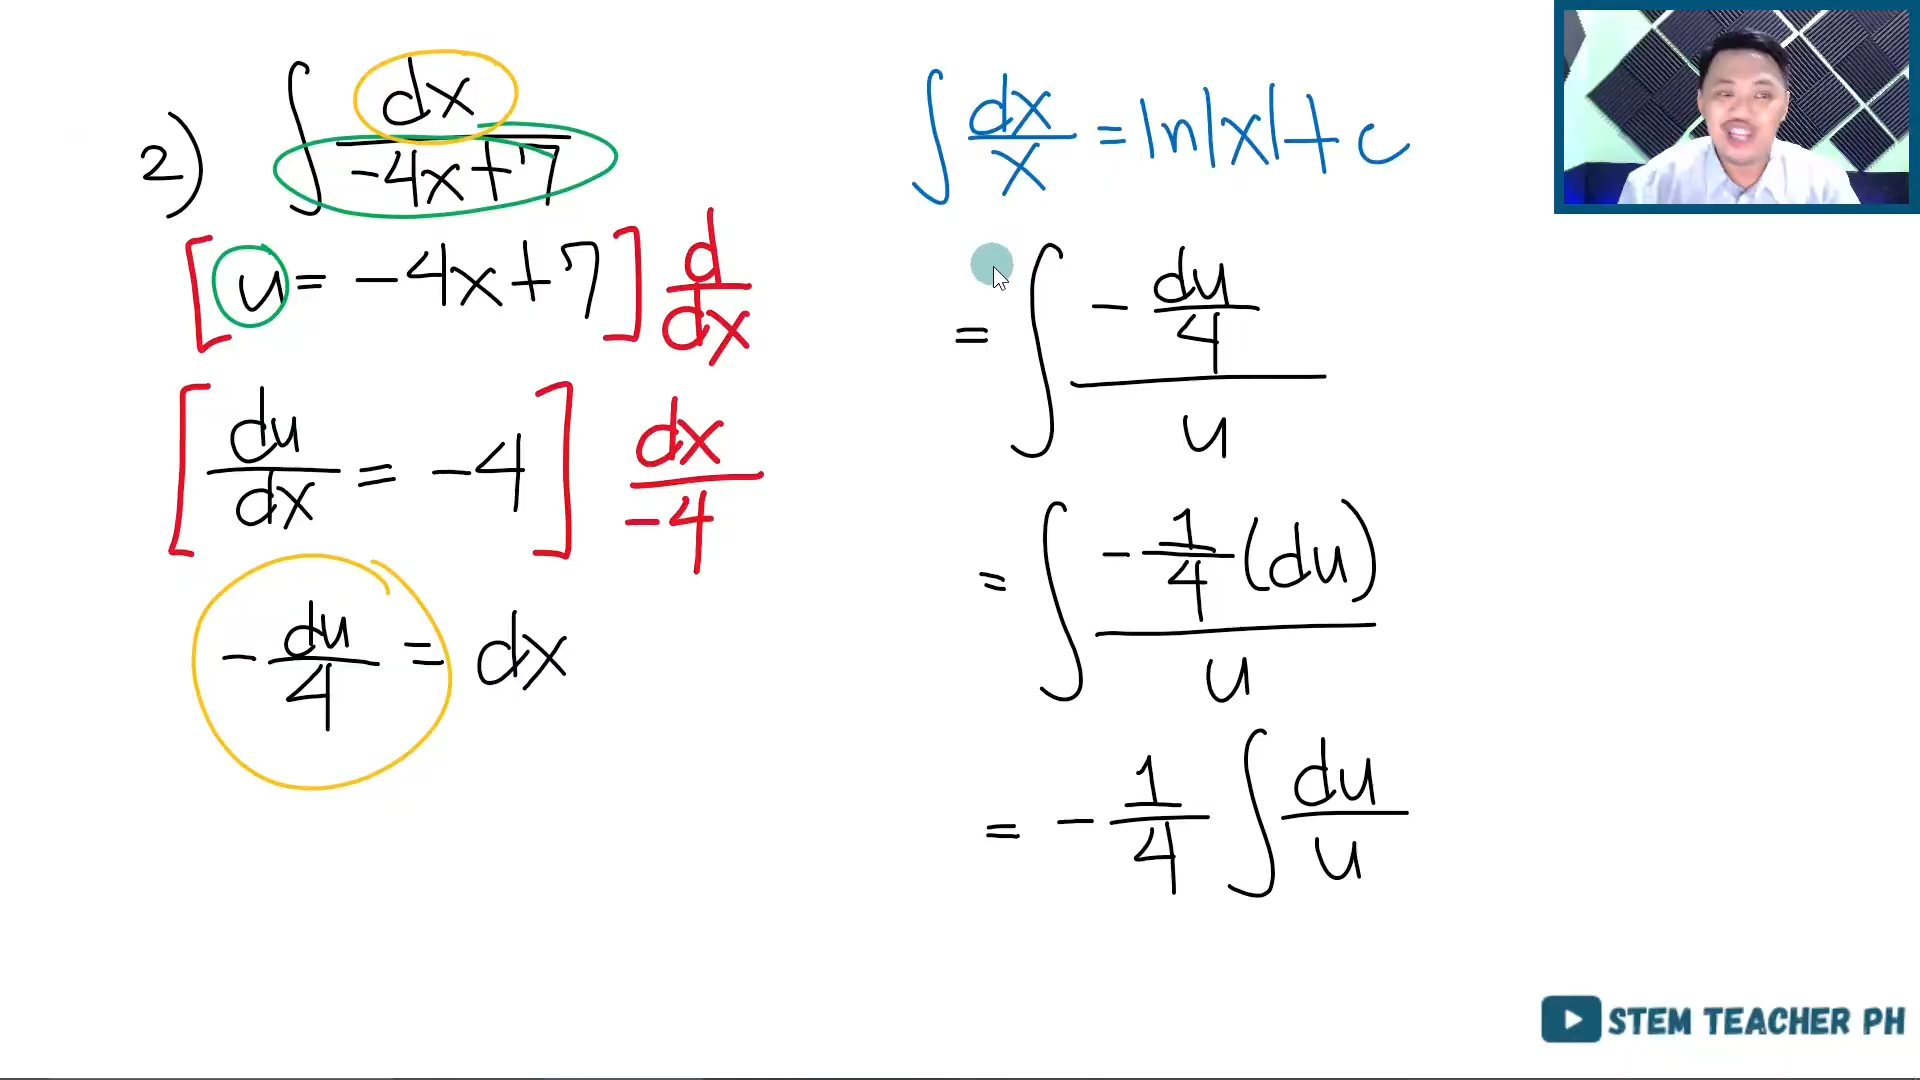 2) ∫ dx / (-4x+7)
[u = -4x+7] d/dx
[du/dx = -4] dx/-4
-du/4 = dx
∫ dx/x = ln|x| + c
= ∫ (-du/4) / u
= ∫ (-1/4 (du)) / u
= -1/4 ∫ du/u
STEM TEACHER PH